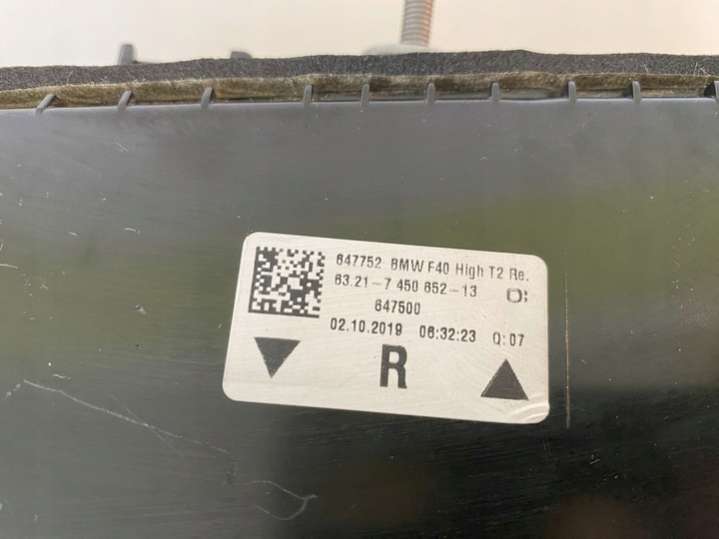 647752 BMW F40 High T2 Re.
63.21-7 450 652-13
647500
02.10.2019 06:32:23 Q:07
R